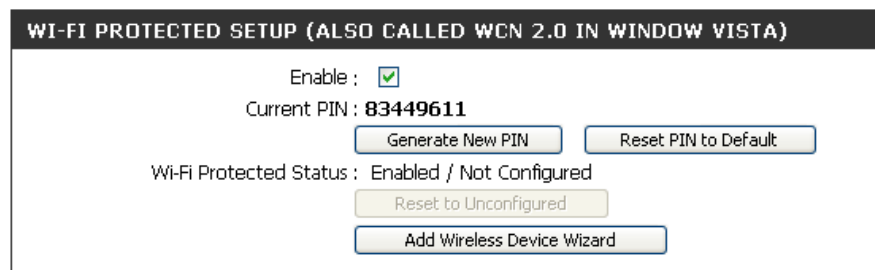 WI-FI PROTECTED SETUP (ALSO CALLED WCN 2.0 IN WINDOW VISTA)
Enable :
Current PIN : 83449611
Generate New PIN Reset PIN to Default
Wi-Fi Protected Status : Enabled / Not Configured
Reset to Unconfigured
Add Wireless Device Wizard